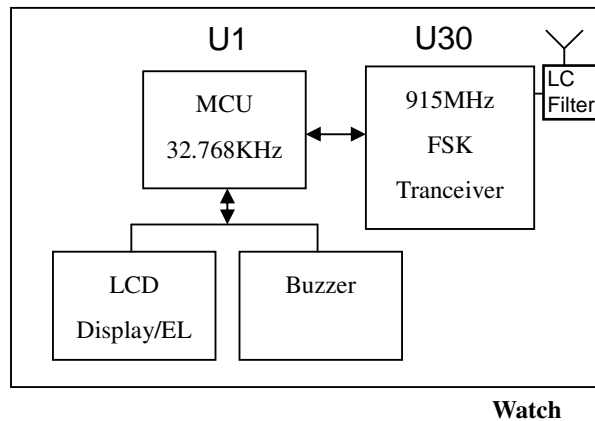 U1
U30
MCU
32.768KHz
915MHz
FSK
Tranceiver
LC
Filter
LCD
Display/EL
Buzzer
Watch